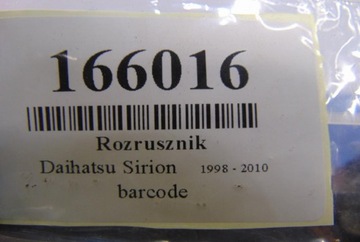 166016
Rozrusznik
Daihatsu Sirion 1998 - 2010
barcode